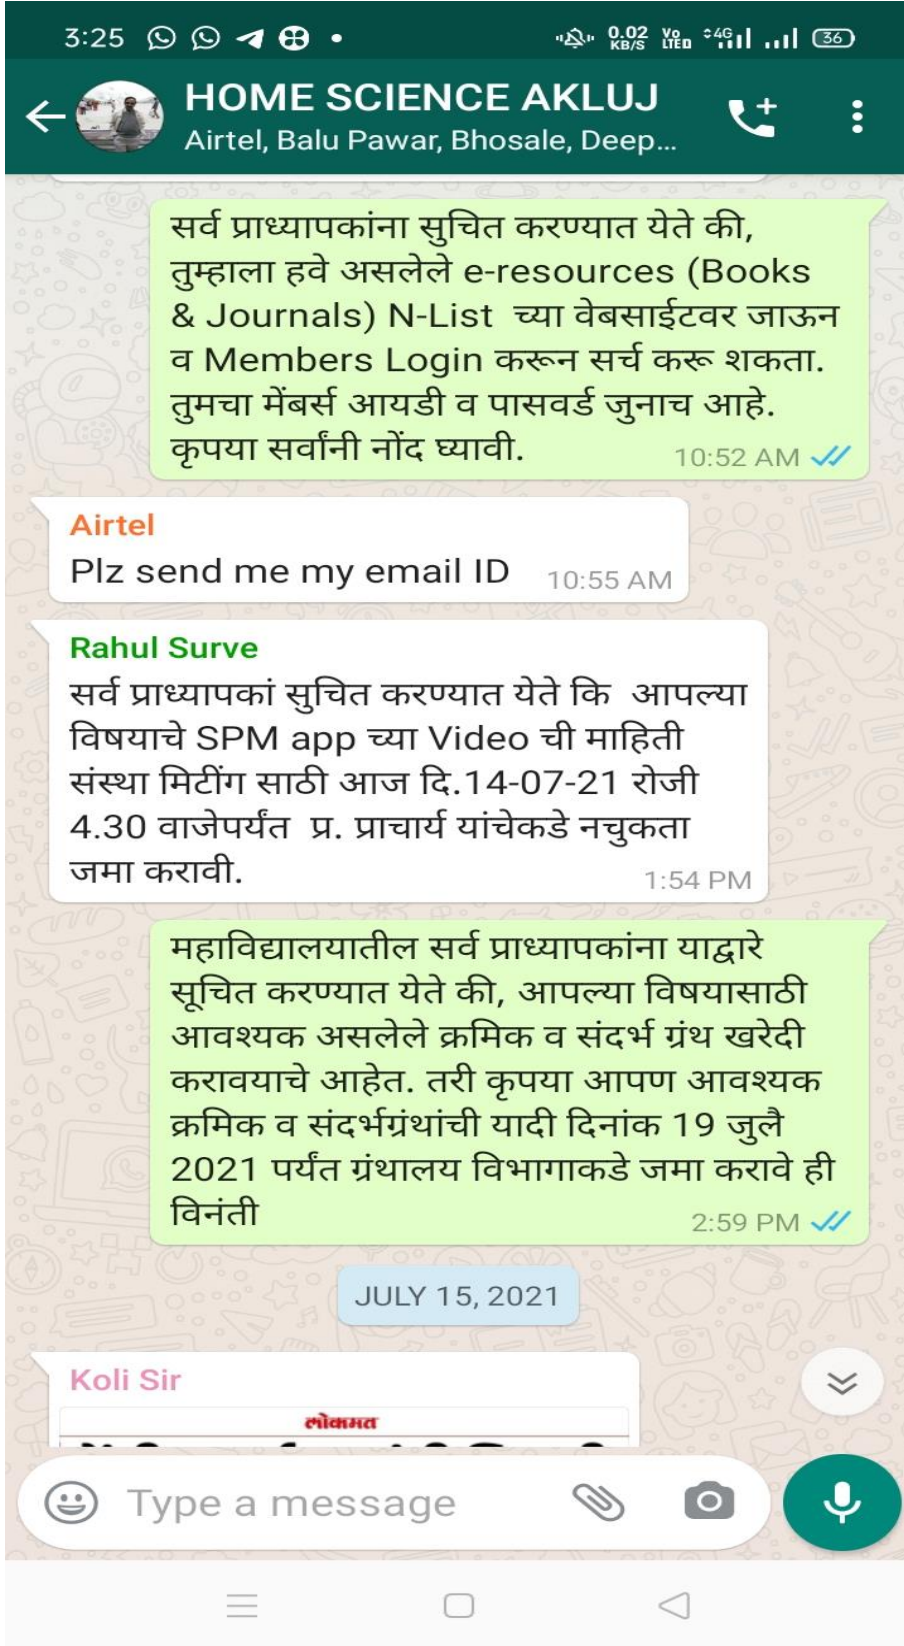 3:25
0.02 KB/S VoLTED 4G 36
HOME SCIENCE AKLUJ
Airtel, Balu Pawar, Bhosale, Deep...
सर्व प्राध्यापकांना सुचित करण्यात येते की,
तुम्हाला हवे असलेले e-resources (Books
& Journals) N-List च्या वेबसाईटवर जाऊन
व Members Login करून सर्च करू शकता.
तुमचा मेंबर्स आयडी व पासवर्ड जुनाच आहे.
कृपया सर्वांनी नोंद घ्यावी.
10:52 AM
Airtel
Plz send me my email ID 10:55 AM
Rahul Surve
सर्व प्राध्यापकां सुचित करण्यात येते कि आपल्या
विषयाचे SPM app च्या Video ची माहिती
संस्था मिटींग साठी आज दि.14-07-21 रोजी
4.30 वाजेपर्यंत प्र. प्राचार्य यांचेकडे नचुकता
जमा करावी.
1:54 PM
महाविद्यालयातील सर्व प्राध्यापकांना याद्वारे
सूचित करण्यात येते की, आपल्या विषयासाठी
आवश्यक असलेले क्रमिक व संदर्भ ग्रंथ खरेदी
करावयाचे आहेत. तरी कृपया आपण आवश्यक
क्रमिक व संदर्भग्रंथांची यादी दिनांक 19 जुलै
2021 पर्यंत ग्रंथालय विभागाकडे जमा करावे ही
विनंती
2:59 PM
JULY 15, 2021
Koli Sir
लोकमत
Type a message